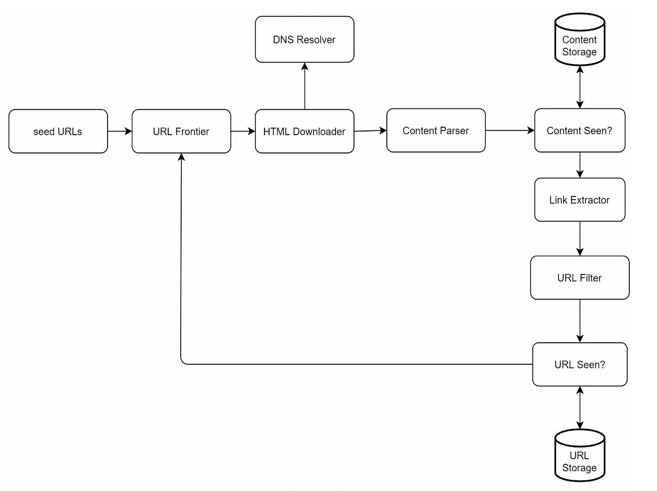 DNS Resolver
Content
Storage
seed URLs
URL Frontier
HTML Downloader
Content Parser
Content Seen?
Link Extractor
URL Filter
URL Seen?
URL
Storage